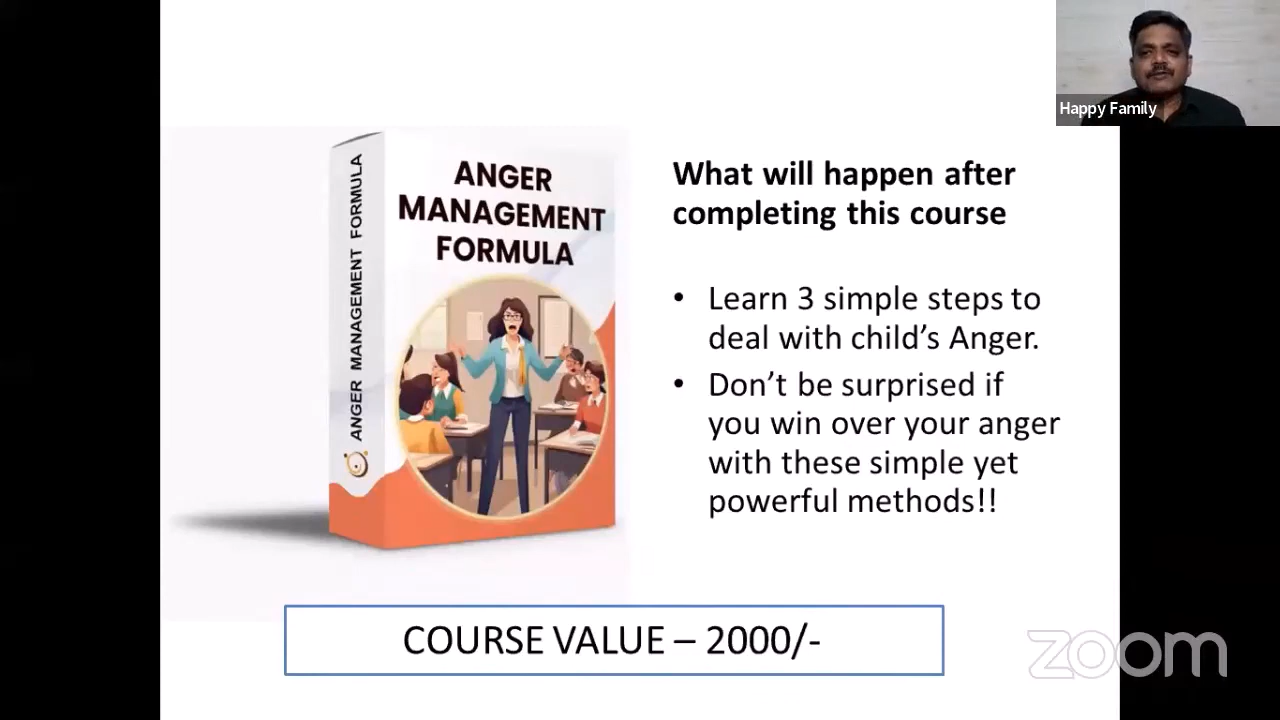 Happy Family
ANGER
MANAGEMENT
FORMULA
ANGER MANAGEMENT FORMULA
What will happen after
completing this course
• Learn 3 simple steps to
deal with child’s Anger.
• Don’t be surprised if
you win over your anger
with these simple yet
powerful methods!!
COURSE VALUE – 2000/-
zoom